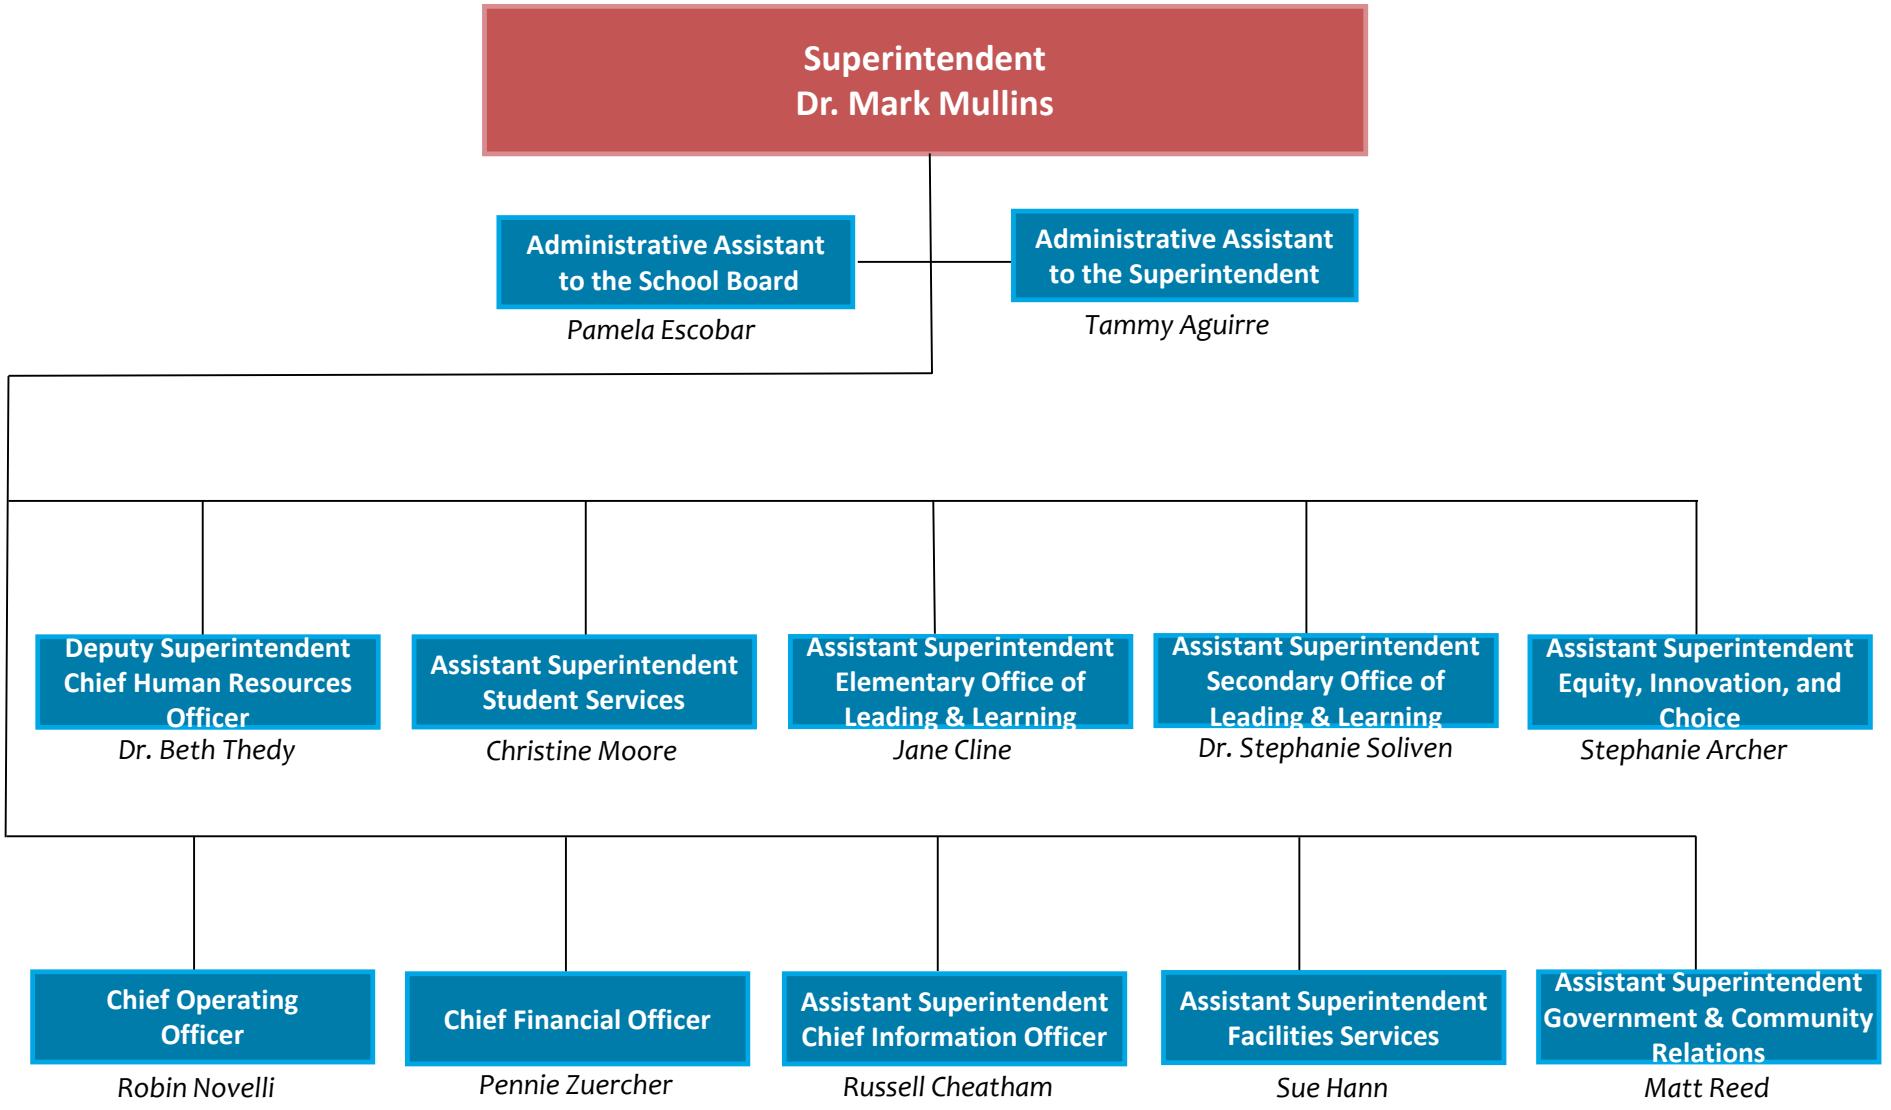 Superintendent
Dr. Mark Mullins
Administrative Assistant
to the School Board
Pamela Escobar
Administrative Assistant
to the Superintendent
Tammy Aguirre
Deputy Superintendent
Chief Human Resources
Officer
Dr. Beth Thedy
Assistant Superintendent
Student Services
Christine Moore
Assistant Superintendent
Elementary Office of
Leading & Learning
Jane Cline
Assistant Superintendent
Secondary Office of
Leading & Learning
Dr. Stephanie Soliven
Assistant Superintendent
Equity, Innovation, and
Choice
Stephanie Archer
Chief Operating
Officer
Robin Novelli
Chief Financial Officer
Pennie Zuercher
Assistant Superintendent
Chief Information Officer
Russell Cheatham
Assistant Superintendent
Facilities Services
Sue Hann
Assistant Superintendent
Government & Community
Relations
Matt Reed